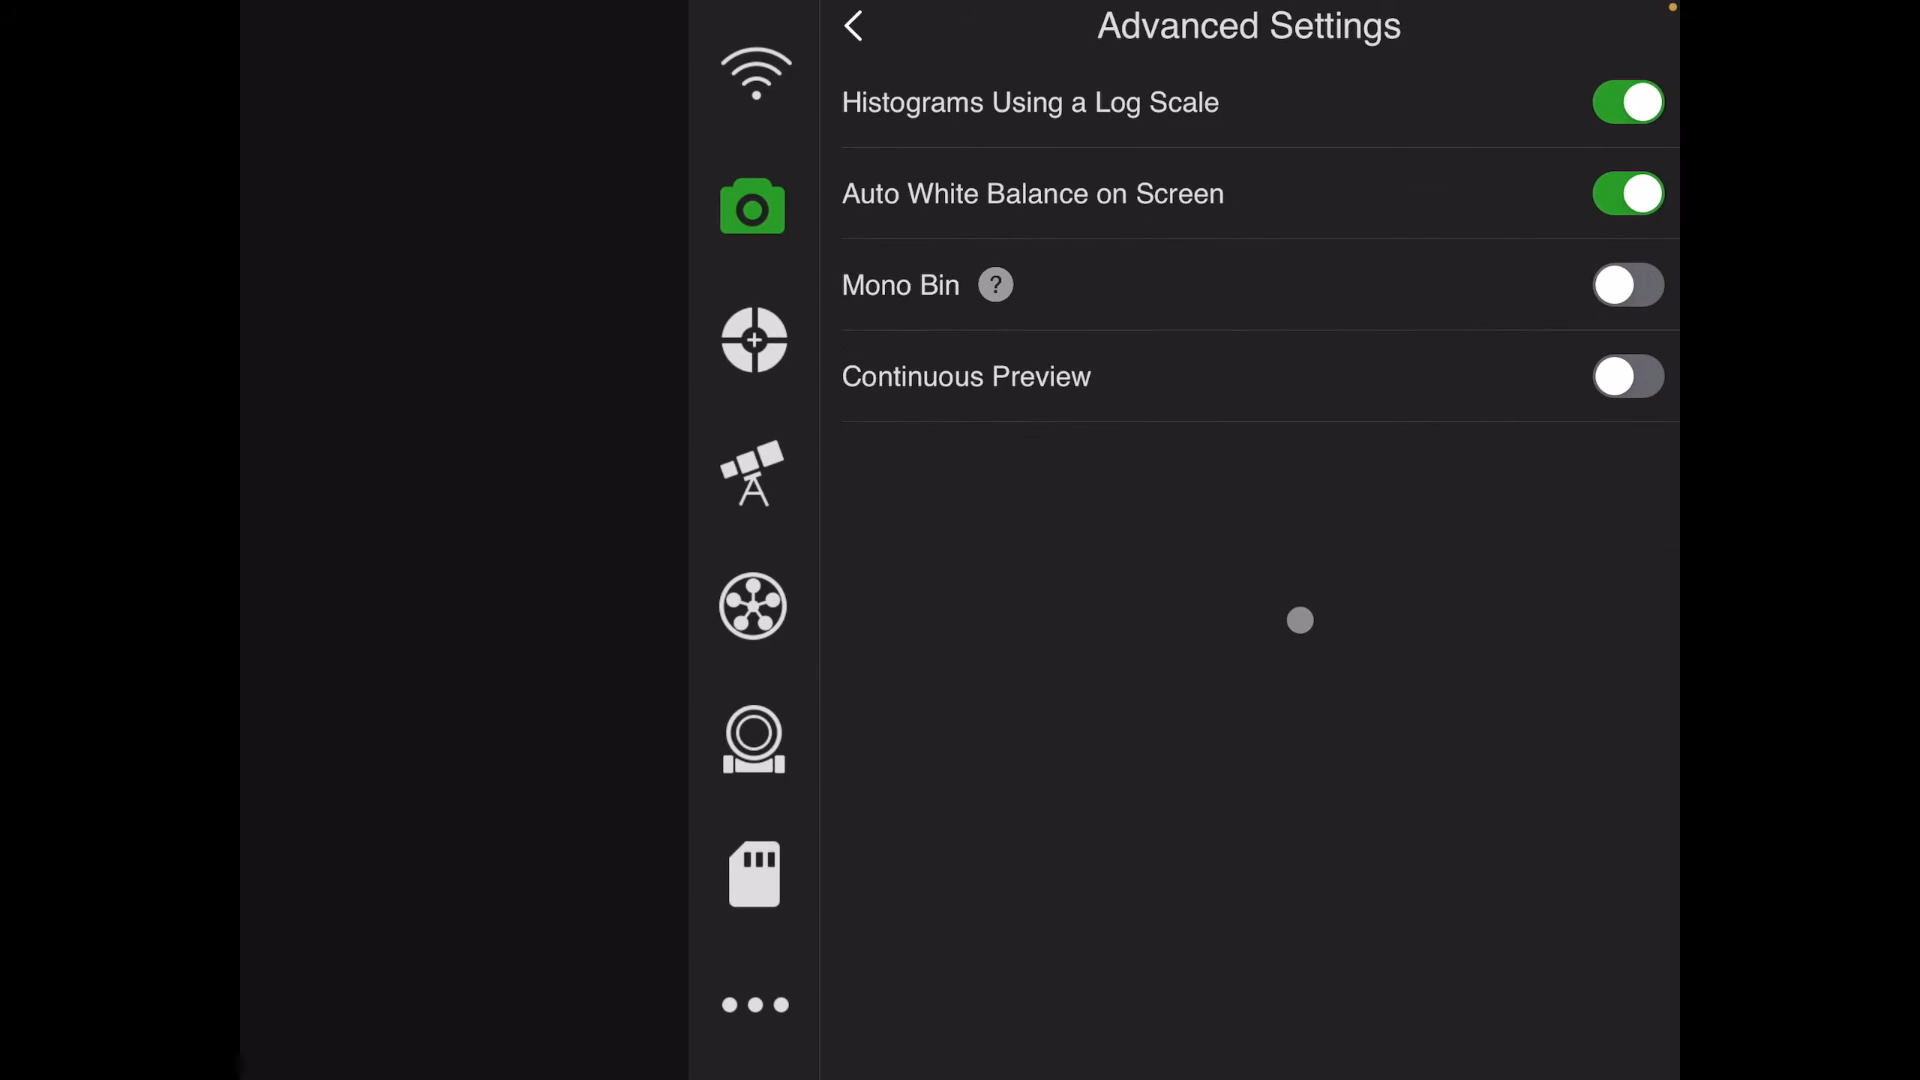 Advanced Settings
Histograms Using a Log Scale
Auto White Balance on Screen
Mono Bin ?
Continuous Preview